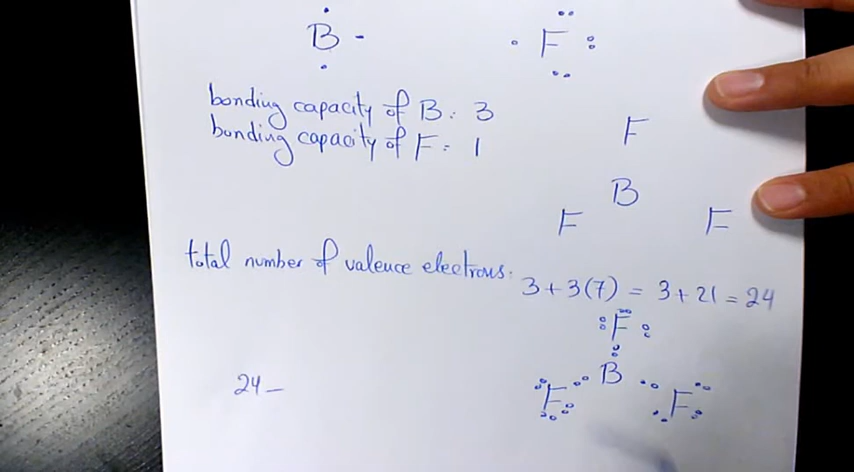 B F
bonding capacity of B: 3
bonding capacity of F: 1
F
B
F F
total number of valence electrons:
3+3(7) = 3+21=24
F
24 –
F B F